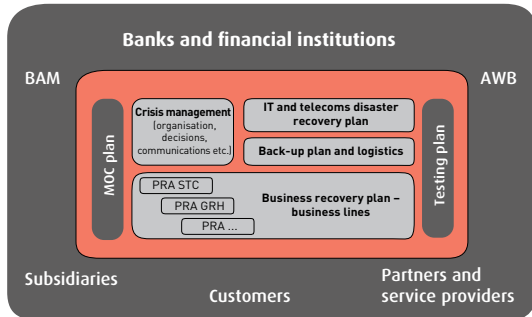 Banks and financial institutions
BAM
AWB
MOC plan
Crisis management
(organisation,
decisions,
communications etc.)
IT and telecoms disaster
recovery plan
Back-up plan and logistics
PRA STC
PRA GRH
PRA ...
Business recovery plan –
business lines
Testing plan
Subsidiaries
Customers
Partners and
service providers